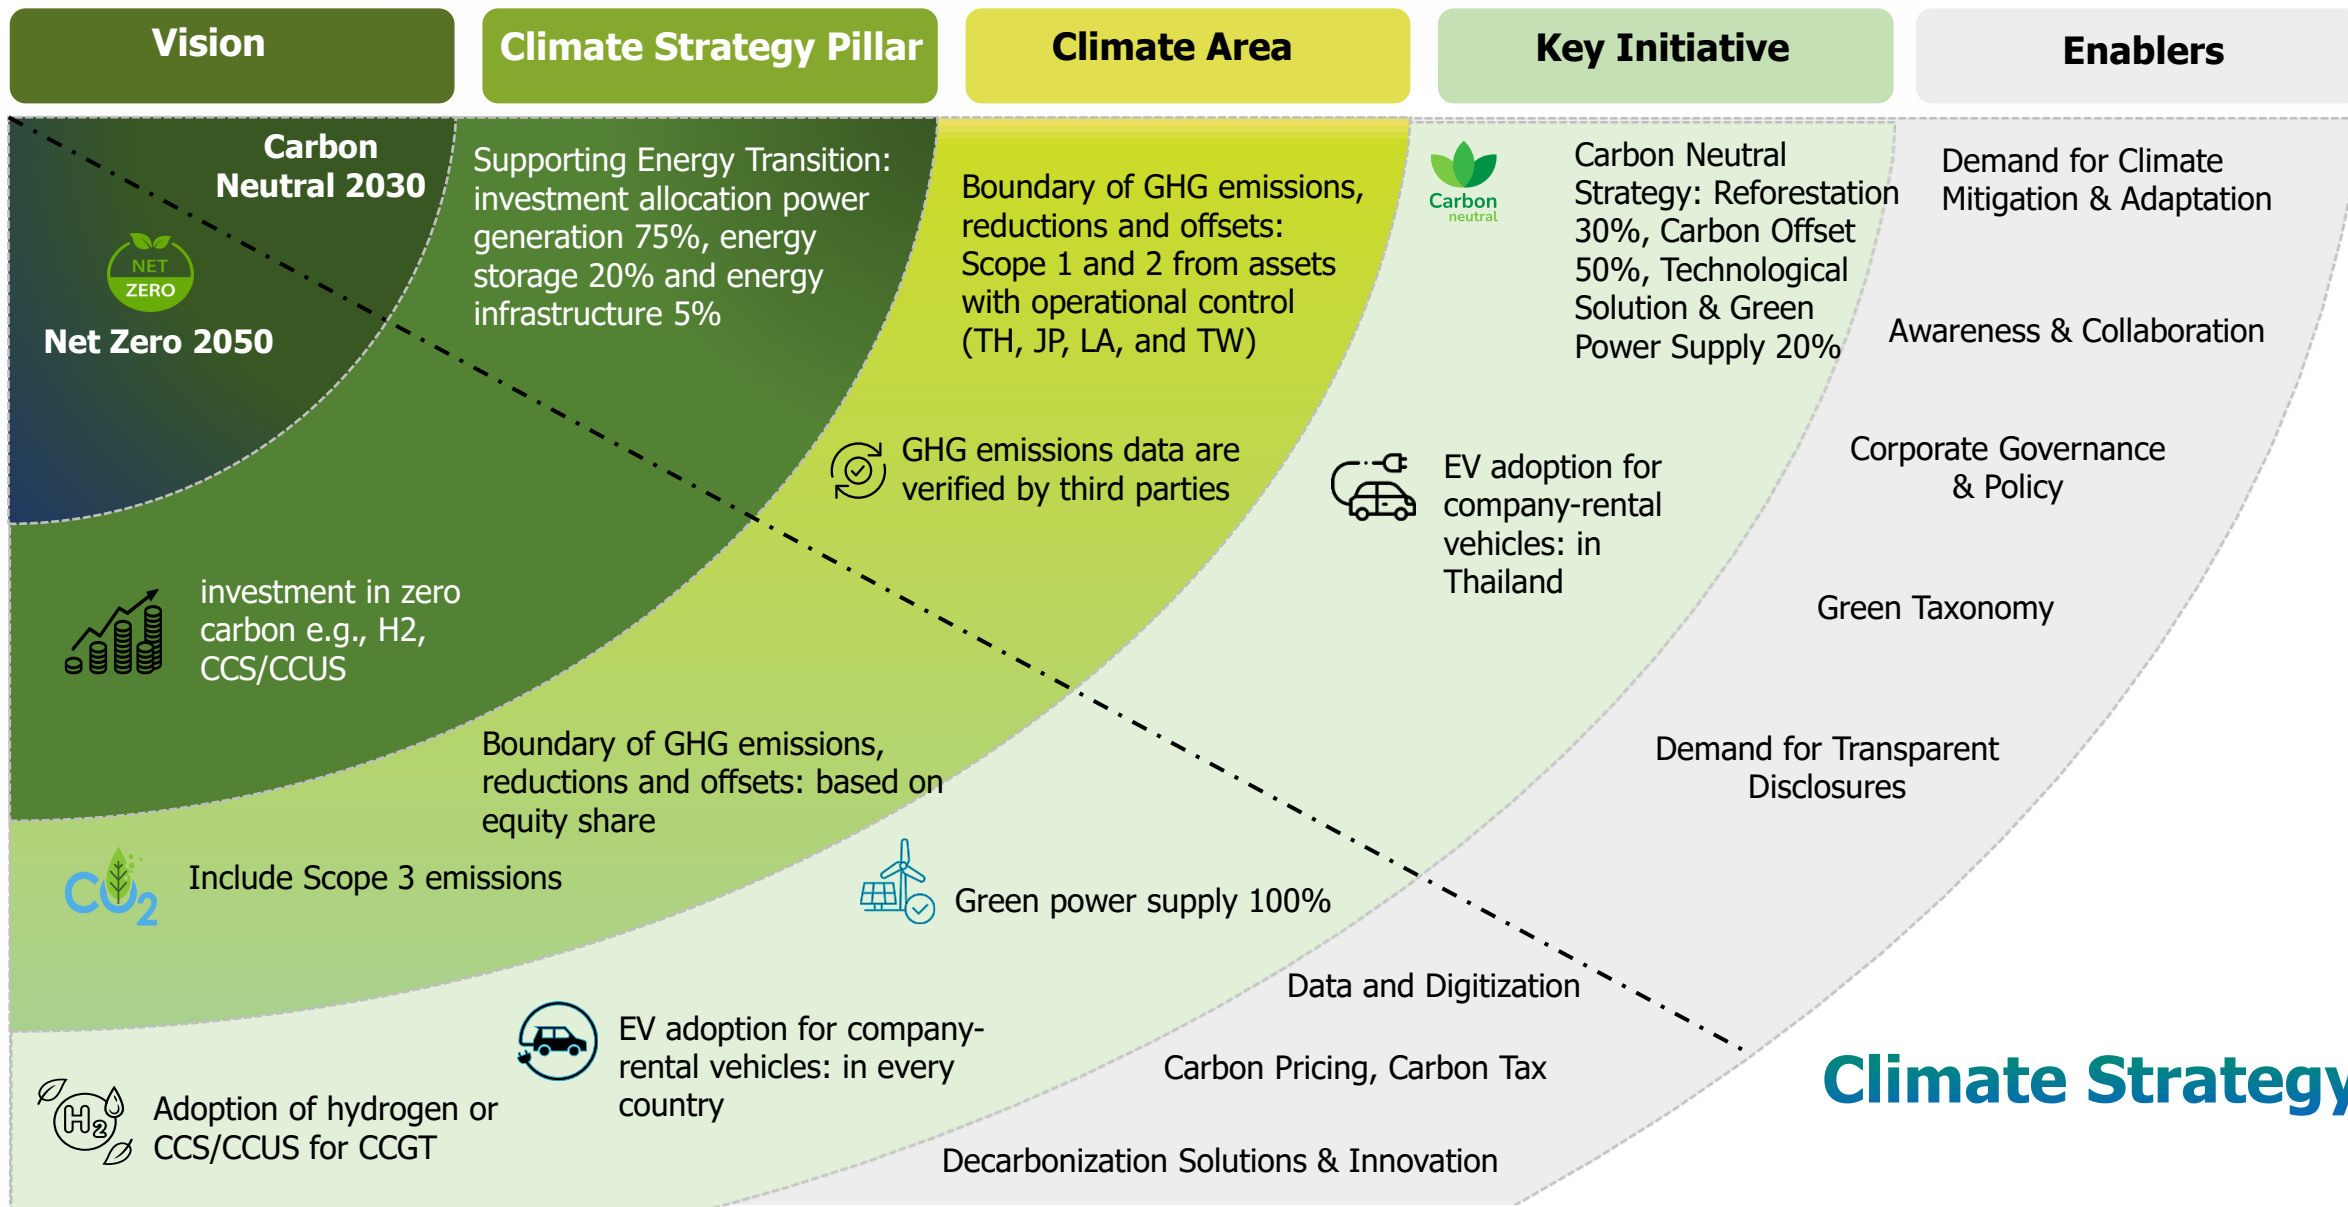 Vision
Climate Strategy Pillar
Climate Area
Key Initiative
Enablers
Carbon
Neutral 2030
NET
ZERO
Net Zero 2050
Supporting Energy Transition:
investment allocation power
generation 75%, energy
storage 20% and energy
infrastructure 5%
investment in zero
carbon e.g., H2,
CCS/CCUS
Boundary of GHG emissions,
reductions and offsets:
Scope 1 and 2 from assets
with operational control
(TH, JP, LA, and TW)
GHG emissions data are
verified by third parties
Boundary of GHG emissions,
reductions and offsets: based on
equity share
CO2
Include Scope 3 emissions
Carbon
neutral
Carbon Neutral
Strategy: Reforestation
30%, Carbon Offset
50%, Technological
Solution & Green
Power Supply 20%
EV adoption for
company-rental
vehicles: in
Thailand
Green power supply 100%
EV adoption for company-
rental vehicles: in every
country
H2
Adoption of hydrogen or
CCS/CCUS for CCGT
Demand for Climate
Mitigation & Adaptation
Awareness & Collaboration
Corporate Governance
& Policy
Green Taxonomy
Demand for Transparent
Disclosures
Data and Digitization
Carbon Pricing, Carbon Tax
Decarbonization Solutions & Innovation
Climate Strategy